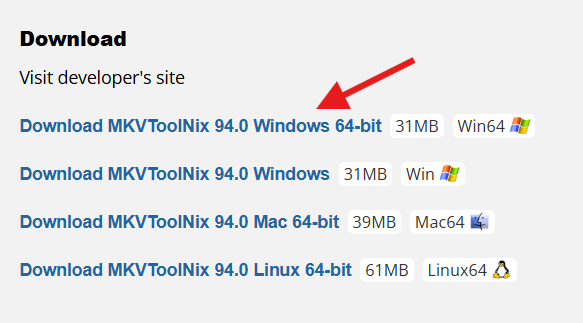 Download
Visit developer's site
Download MKVToolNix 94.0 Windows 64-bit 31MB Win64
Download MKVToolNix 94.0 Windows 31MB Win
Download MKVToolNix 94.0 Mac 64-bit 39MB Mac64
Download MKVToolNix 94.0 Linux 64-bit 61MB Linux64